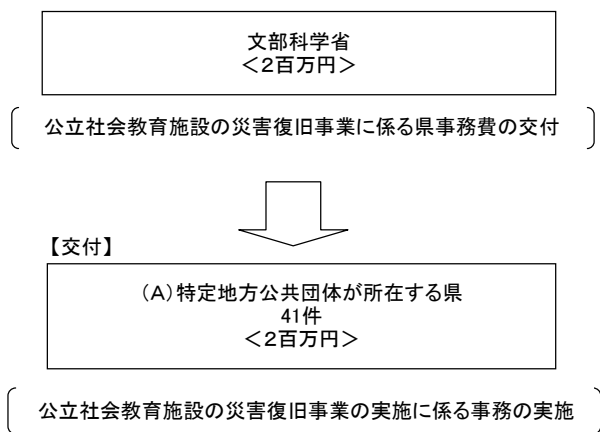 文部科学省
＜2百万円＞
公立社会教育施設の災害復旧事業に係る県事務費の交付
【交付】
（A）特定地方公共団体が所在する県
41件
＜2百万円＞
公立社会教育施設の災害復旧事業の実施に係る事務の実施